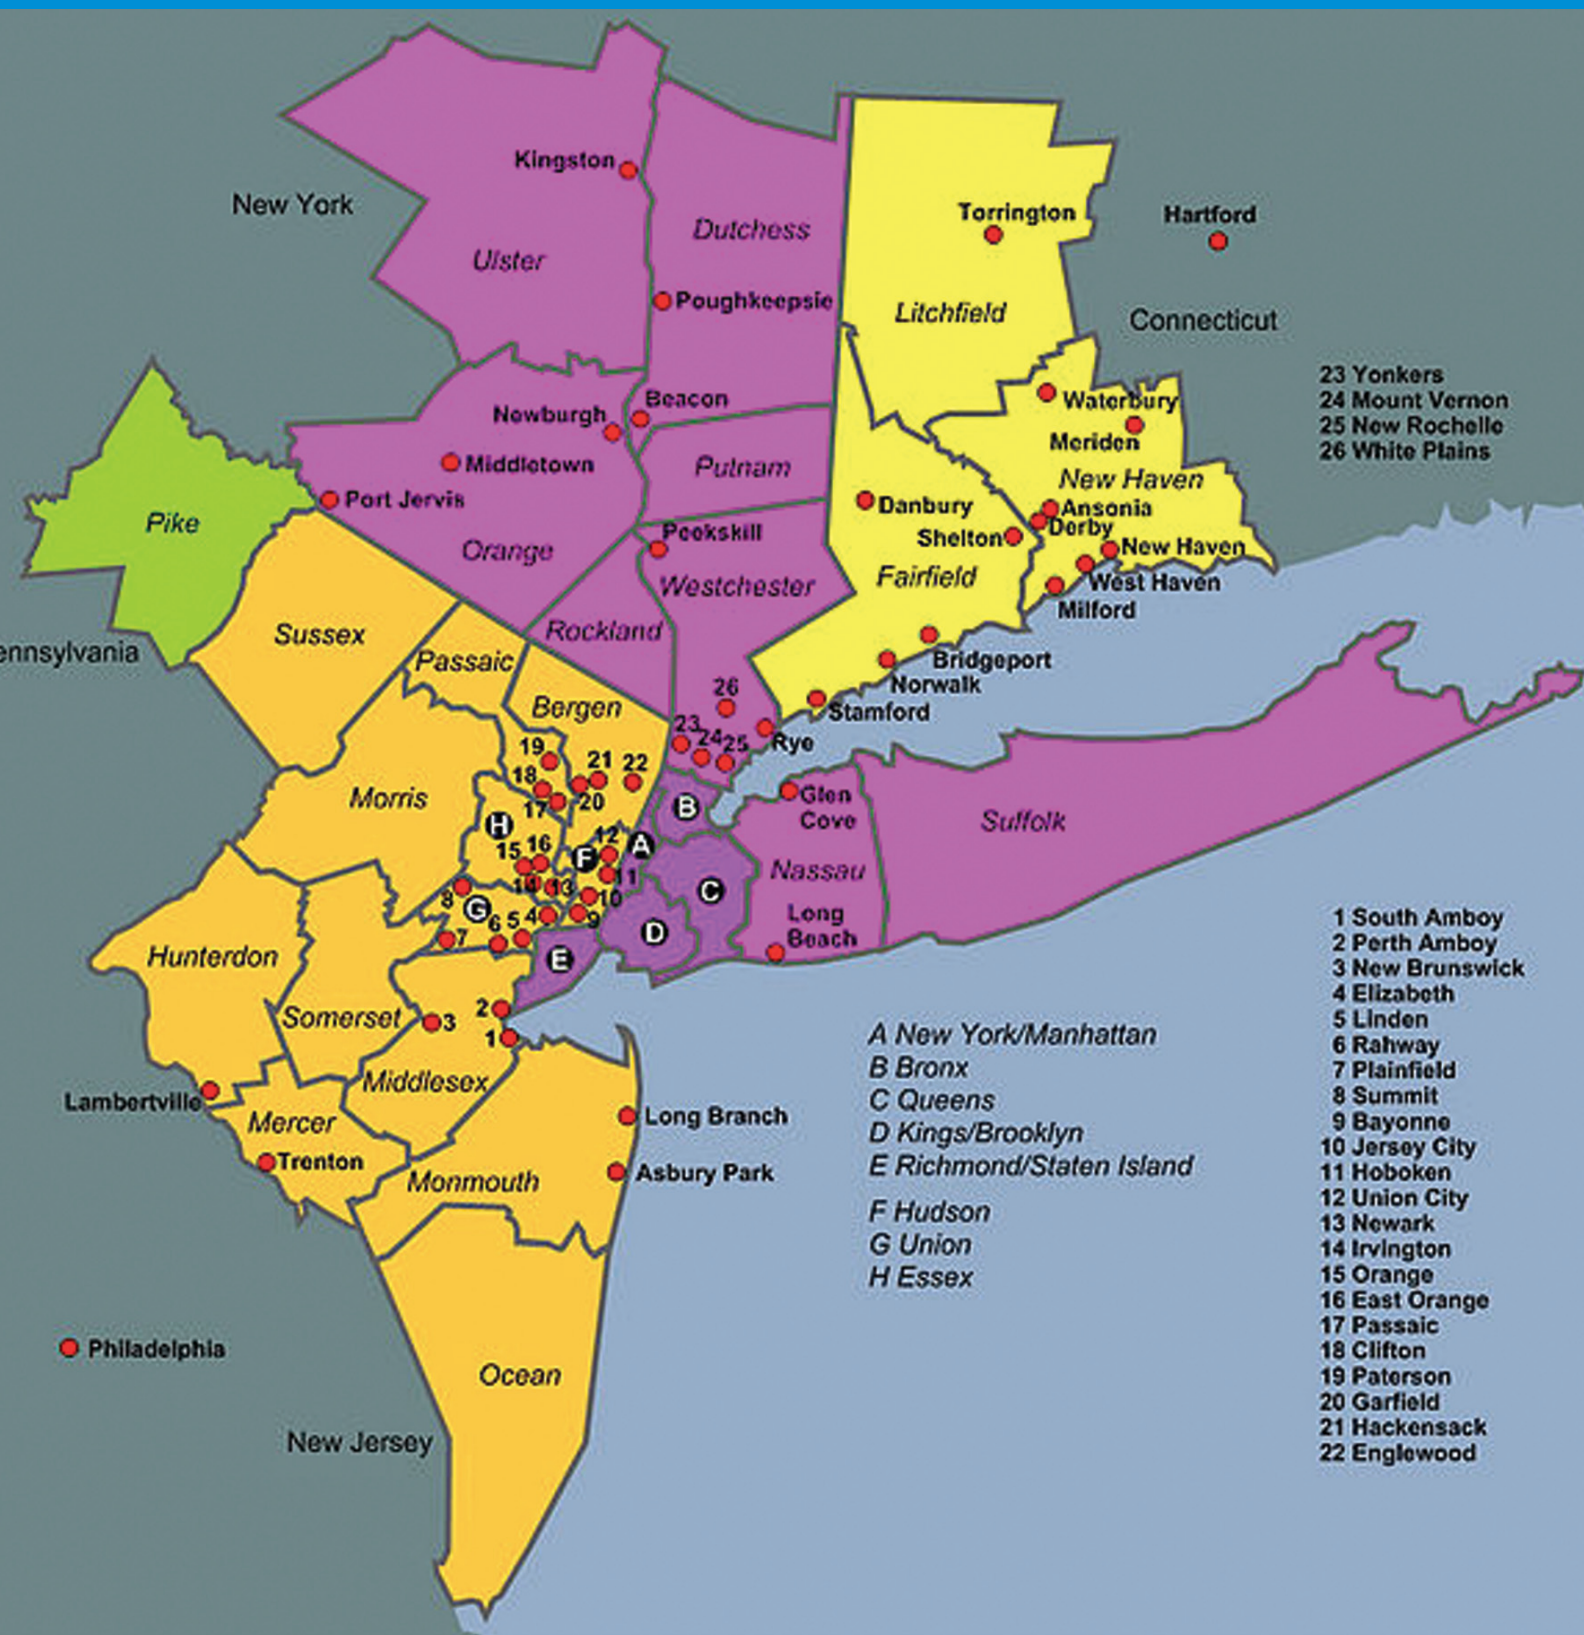 Kingston
New York
Dutchess
Ulster
Poughkeepsie
Torrington
Hartford
Litchfield
Connecticut
23 Yonkers
24 Mount Vernon
25 New Rochelle
26 White Plains
Newburgh
Beacon
Middletown
Putnam
Port Jervis
Orange
Waterbury
Meriden
New Haven
Danbury
Ansonia
Derby
Shelton
New Haven
West Haven
Milford
Fairfield
Pike
Peekskill
Westchester
Rockland
Bridgeport
Norwalk
Stamford
Rye
ennsylvania
Sussex
Passaic
Bergen
26
23
24
25
19
21
22
18
20
17
Morris
H
B
A
12
F
15
16
11
14
13
10
8
G
9
6
5
4
7
C
D
E
Glen
Cove
Nassau
Long
Beach
Suffolk
Hunterdon
Somerset
3
2
1
Middlesex
Lambertville
Mercer
Trenton
Monmouth
Long Branch
Asbury Park
Ocean
Philadelphia
New Jersey
A New York/Manhattan
B Bronx
C Queens
D Kings/Brooklyn
E Richmond/Staten Island
F Hudson
G Union
H Essex
1 South Amboy
2 Perth Amboy
3 New Brunswick
4 Elizabeth
5 Linden
6 Rahway
7 Plainfield
8 Summit
9 Bayonne
10 Jersey City
11 Hoboken
12 Union City
13 Newark
14 Irvington
15 Orange
16 East Orange
17 Passaic
18 Clifton
19 Paterson
20 Garfield
21 Hackensack
22 Englewood